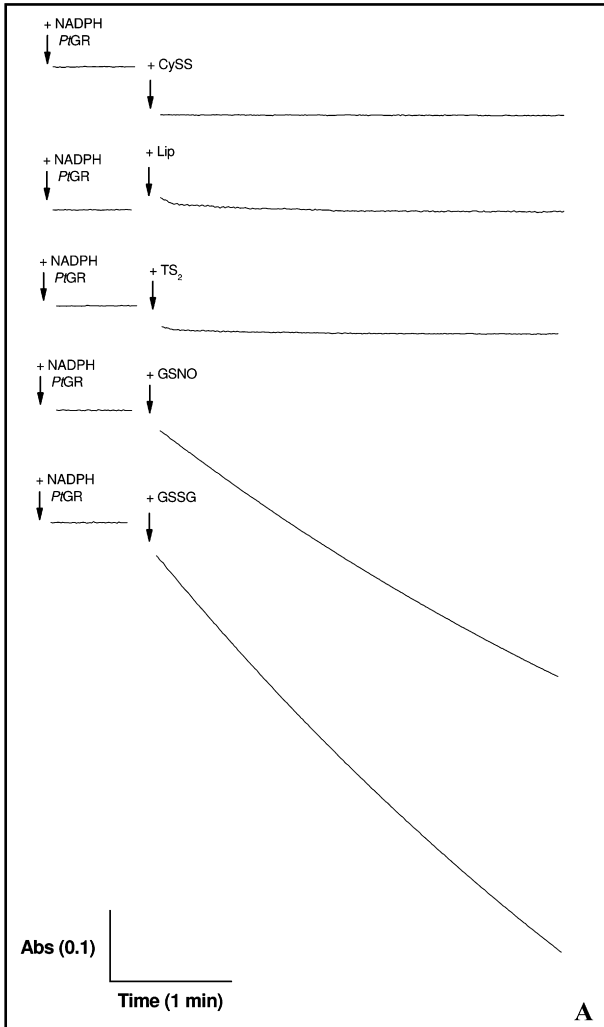 + NADPH
PtGR
+ CySS
+ NADPH
PtGR
+ Lip
+ NADPH
PtGR
+ TS₂
+ NADPH
PtGR
+ GSNO
+ NADPH
PtGR
+ GSSG
Abs (0.1)
Time (1 min)
A